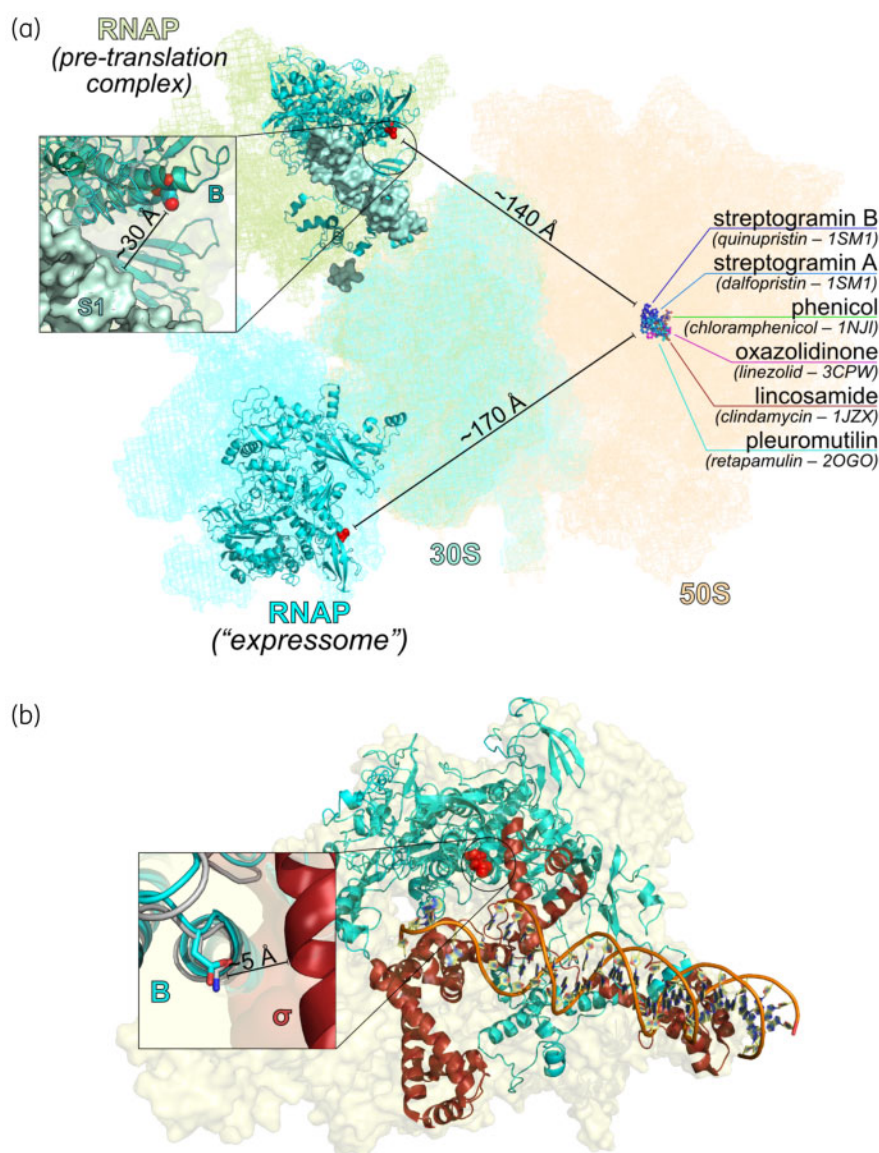 (a)
RNAP
(pre-translation
complex)
B
~30 Å
S1
~140 Å
~170 Å
streptogramin B
(quinupristin – 1SM1)
streptogramin A
(dalfopristin – 1SM1)
phenicol
(chloramphenicol – 1NJI)
oxazolidinone
(linezolid – 3CPW)
lincosamide
(clindamycin – 1JZX)
pleuromutilin
(retapamulin – 2OGO)
30S
50S
RNAP
("expressome")
(b)
B
~5 Å
σ